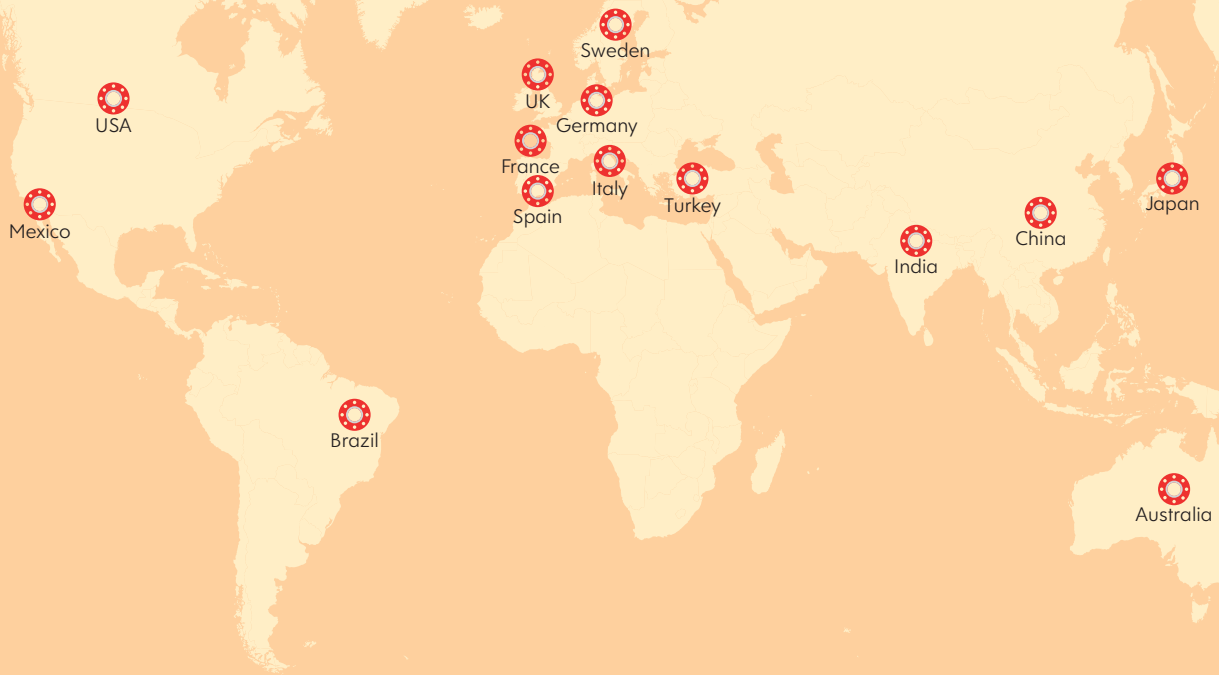 Sweden
UK
USA
Germany
France
Italy
Turkey
Japan
Spain
Mexico
China
India
Brazil
Australia